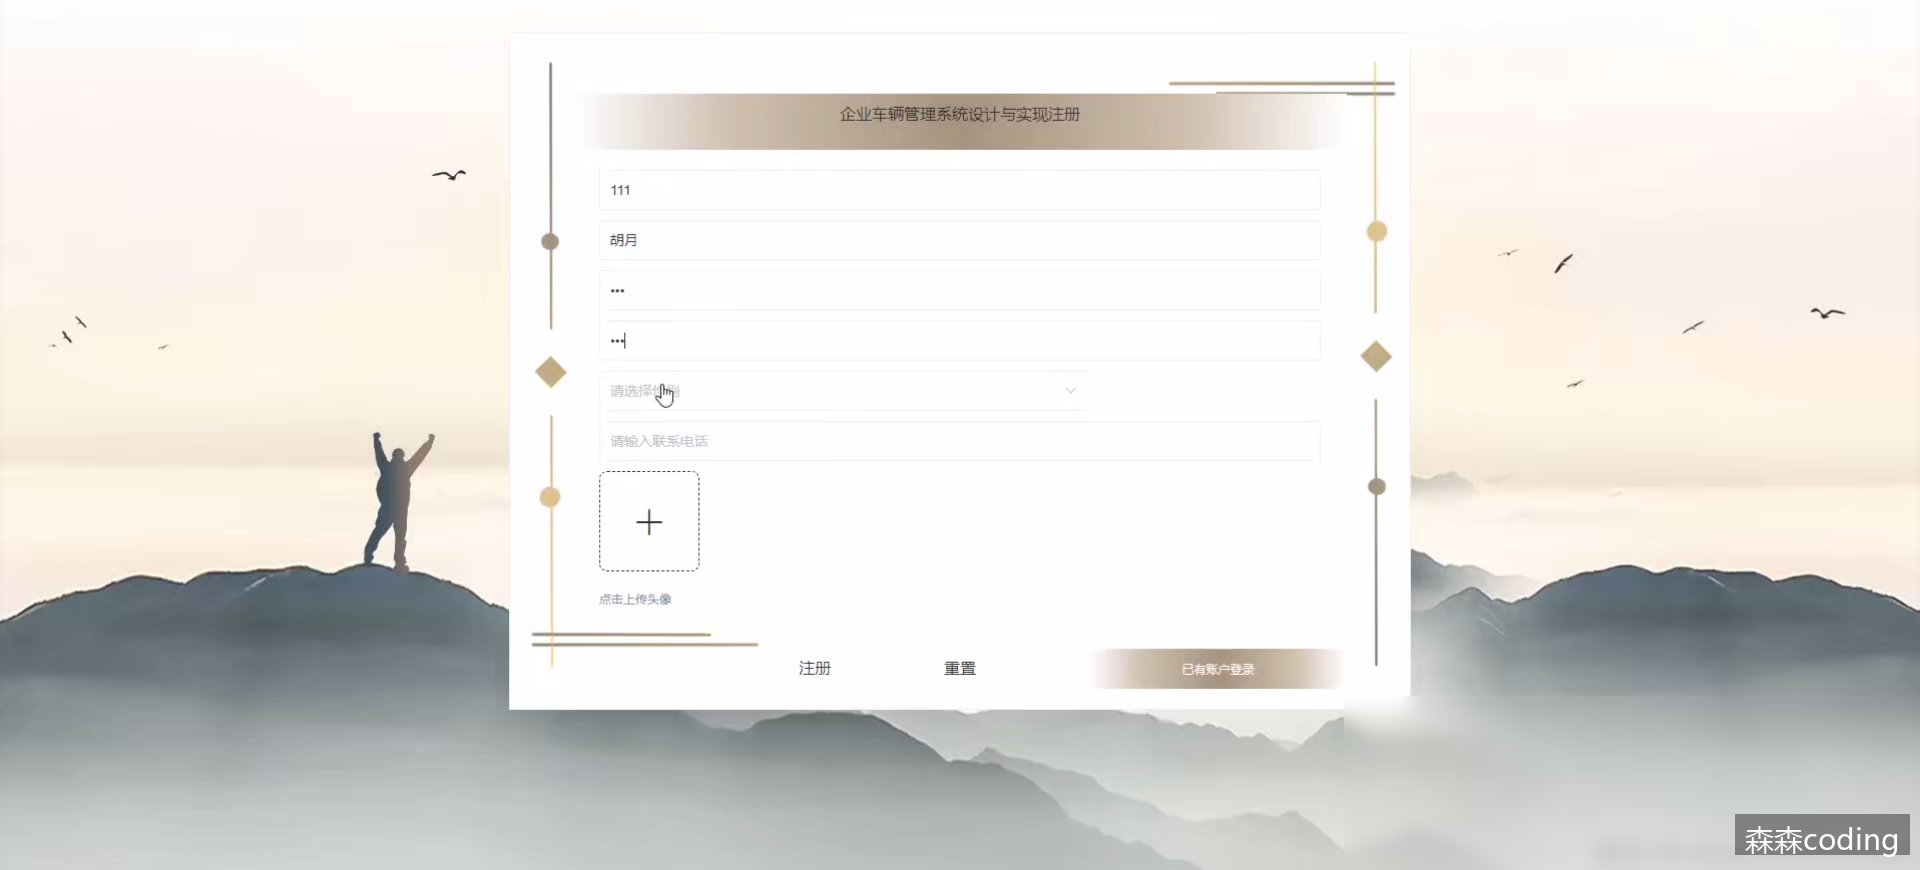 企业车辆管理系统设计与实现注册
111
胡月
•••
•••
请选择性别
请输入联系电话
点击上传头像
注册
重置
已有账户登录
森森coding